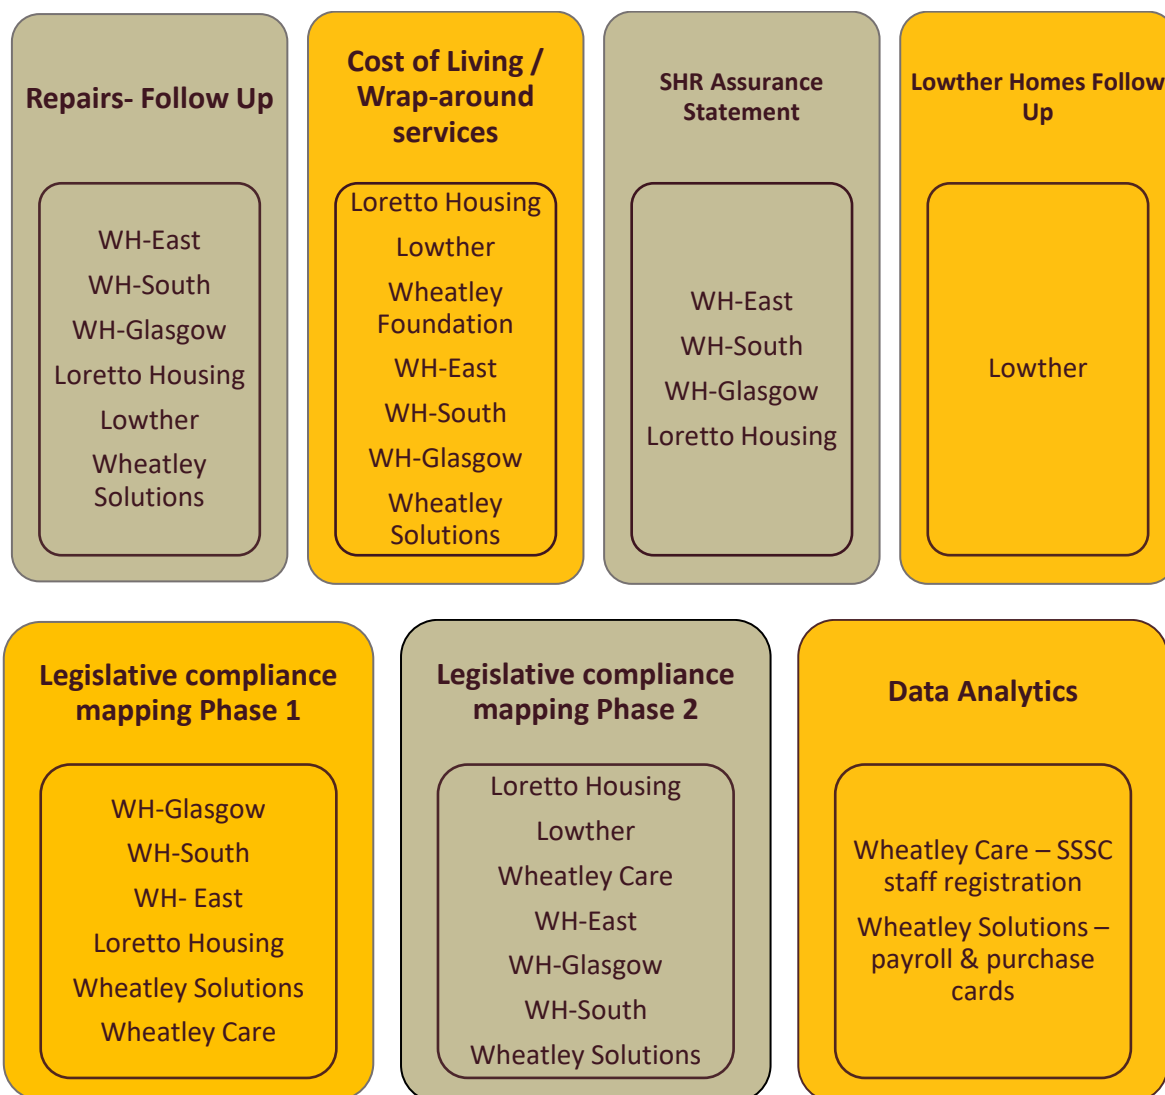 Repairs- Follow Up
WH-East
WH-South
WH-Glasgow
Loretto Housing
Lowther
Wheatley
Solutions
Cost of Living /
Wrap-around
services
Loretto Housing
Lowther
Wheatley
Foundation
WH-East
WH-South
WH-Glasgow
Wheatley
Solutions
SHR Assurance
Statement
WH-East
WH-South
WH-Glasgow
Loretto Housing
Lowther Homes Follow
Up
Lowther
Legislative compliance
mapping Phase 1
WH-Glasgow
WH-South
WH- East
Loretto Housing
Wheatley Solutions
Wheatley Care
Legislative compliance
mapping Phase 2
Loretto Housing
Lowther
Wheatley Care
WH-East
WH-Glasgow
WH-South
Wheatley Solutions
Data Analytics
Wheatley Care – SSSC
staff registration
Wheatley Solutions –
payroll & purchase
cards